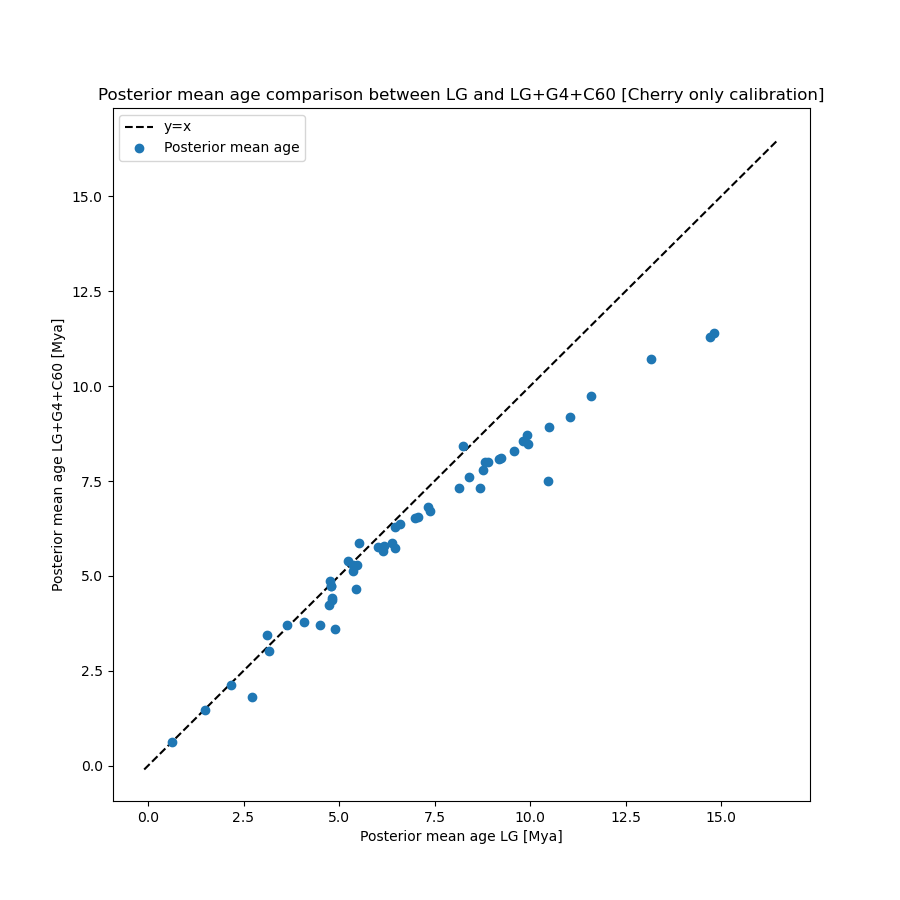 Posterior mean age comparison between LG and LG+G4+C60 [Cherry only calibration]
y=x
Posterior mean age
15.0
12.5
10.0
7.5
5.0
2.5
0.0
Posterior mean age LG+G4+C60 [Mya]
0.0 2.5 5.0 7.5 10.0 12.5 15.0
Posterior mean age LG [Mya]